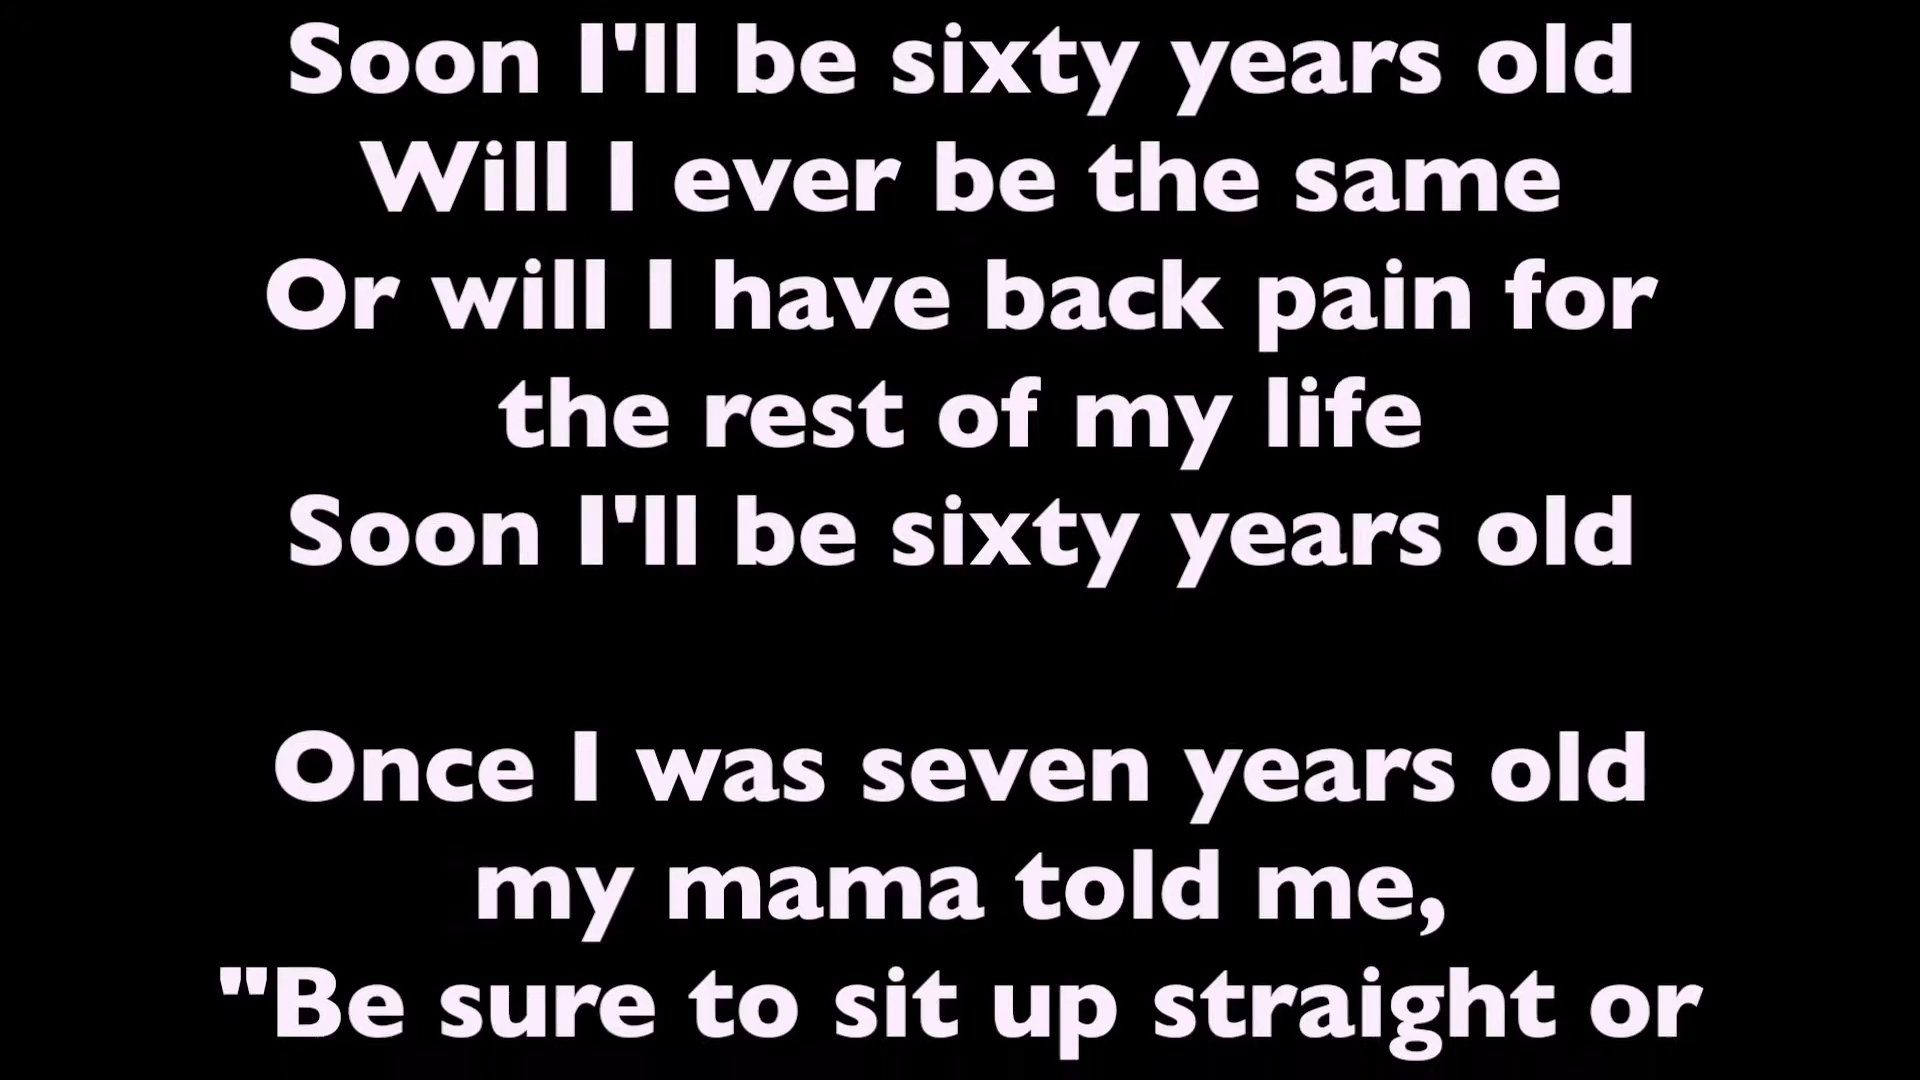 Soon I'll be sixty years old
Will I ever be the same
Or will I have back pain for
the rest of my life
Soon I'll be sixty years old
Once I was seven years old
my mama told me,
"Be sure to sit up straight or